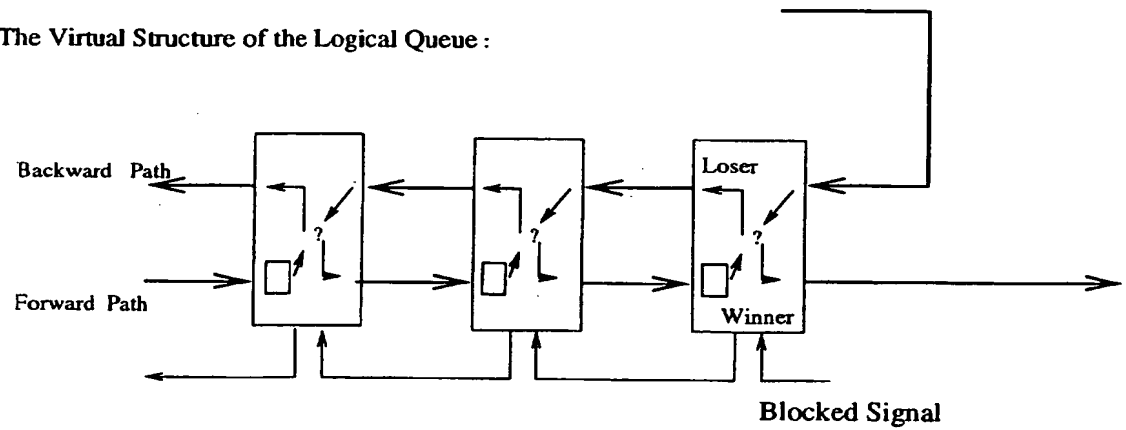 The Virtual Structure of the Logical Queue :
Backward Path
Loser
?
?
?
Forward Path
Winner
Blocked Signal